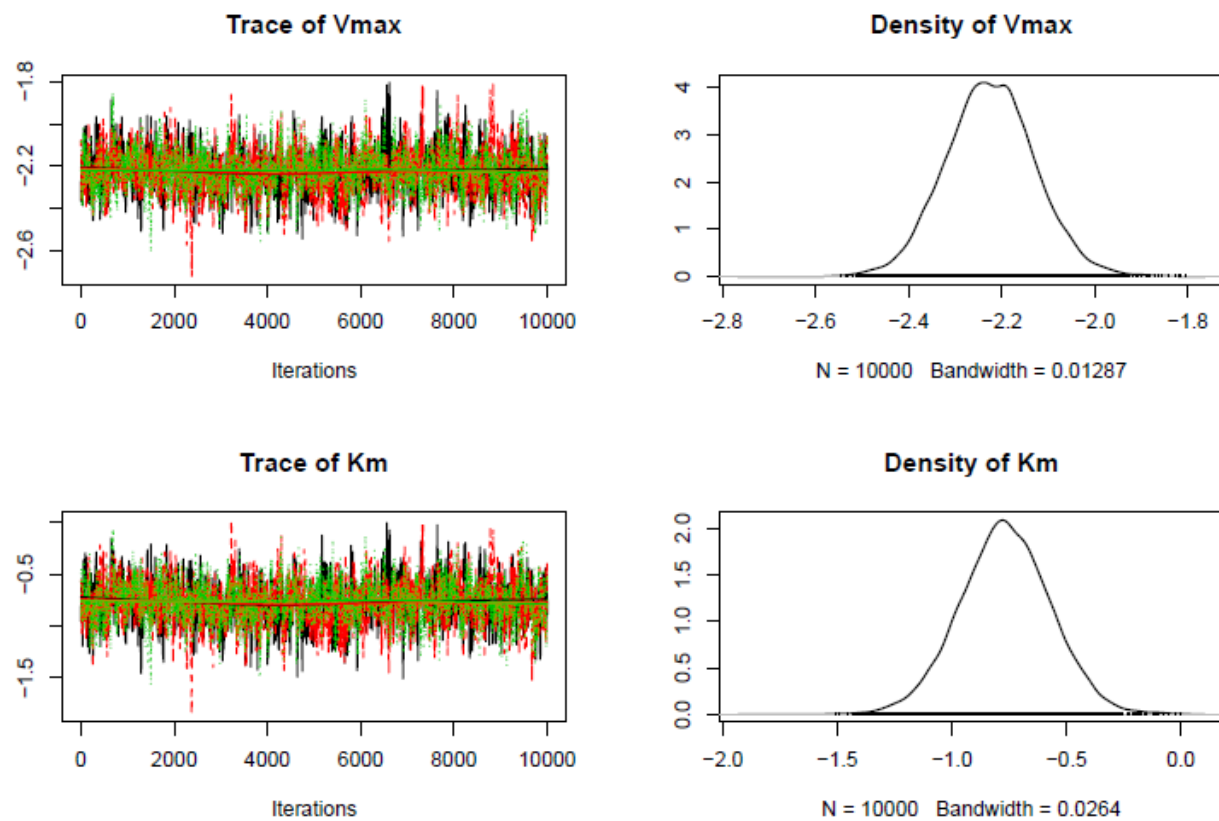 Trace of Vmax
−1.8
−2.2
−2.6
0 2000 4000 6000 8000 10000
Iterations
Density of Vmax
4
3
2
1
0
−2.8 −2.6 −2.4 −2.2 −2.0 −1.8
N = 10000 Bandwidth = 0.01287
Trace of Km
−0.5
−1.5
0 2000 4000 6000 8000 10000
Iterations
Density of Km
2.0
1.5
1.0
0.5
0.0
−2.0 −1.5 −1.0 −0.5 0.0
N = 10000 Bandwidth = 0.0264